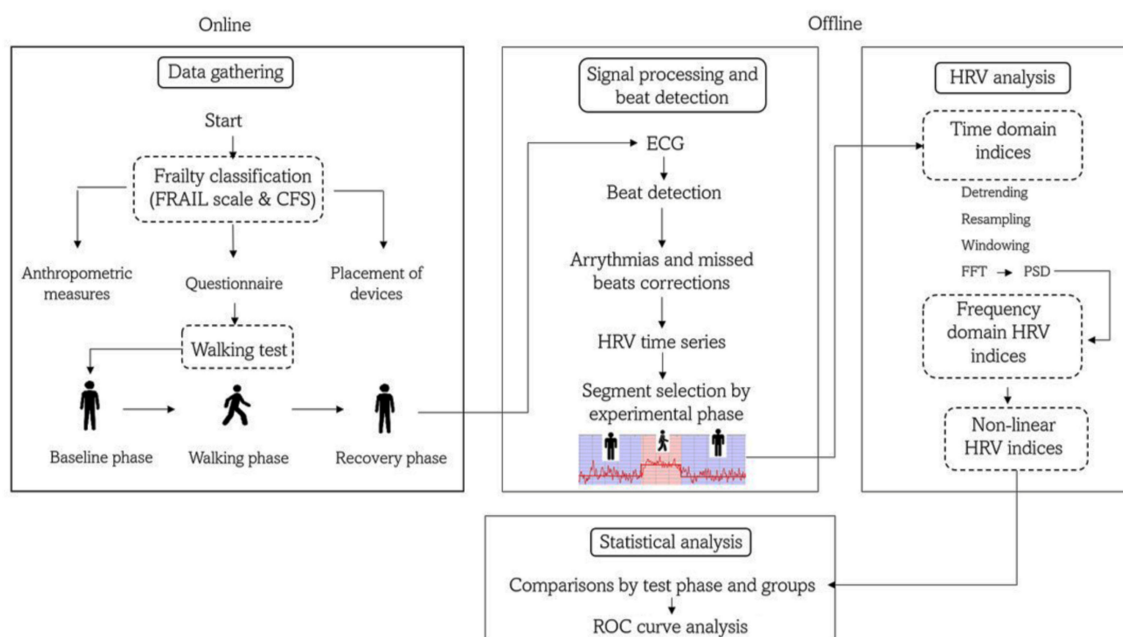 Online
Offline
Data gathering
Start
Frailty classification
(FRAIL scale & CFS)
Anthropometric
measures
Questionnaire
Placement of
devices
Walking test
Baseline phase
Walking phase
Recovery phase
Signal processing and
beat detection
ECG
Beat detection
Arrythmias and missed
beats corrections
HRV time series
Segment selection by
experimental phase
HRV analysis
Time domain
indices
Detrending
Resampling
Windowing
FFT
PSD
Frequency
domain HRV
indices
Non-linear
HRV indices
Statistical analysis
Comparisons by test phase and groups
ROC curve analysis